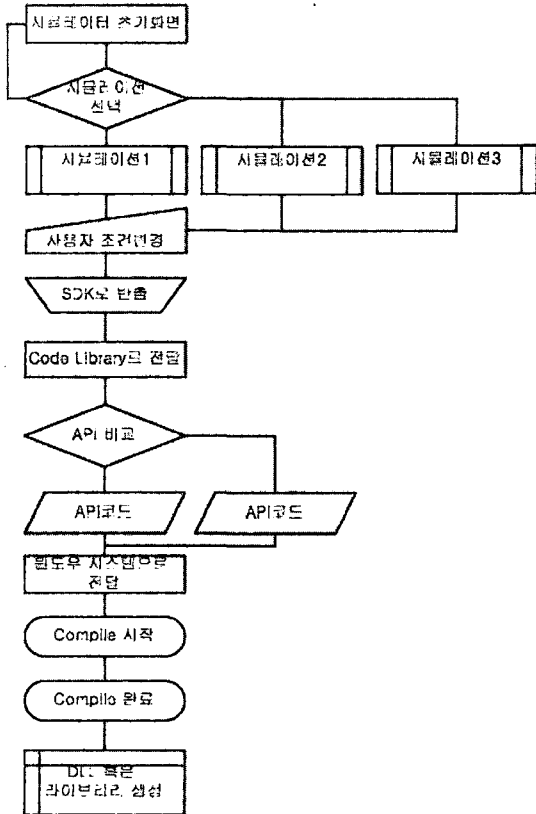 시뮬레이터 초기화면
시뮬레이션
선택
시뮬레이션1
시뮬레이션2
시뮬레이션3
사용자 조건변경
SDK로 반출
Code Library로 전달
API 비교
API코드
API코드
윈도우 시스템으로
전달
Compile 시작
Compile 완료
DLL 혹은
라이브러리 생성